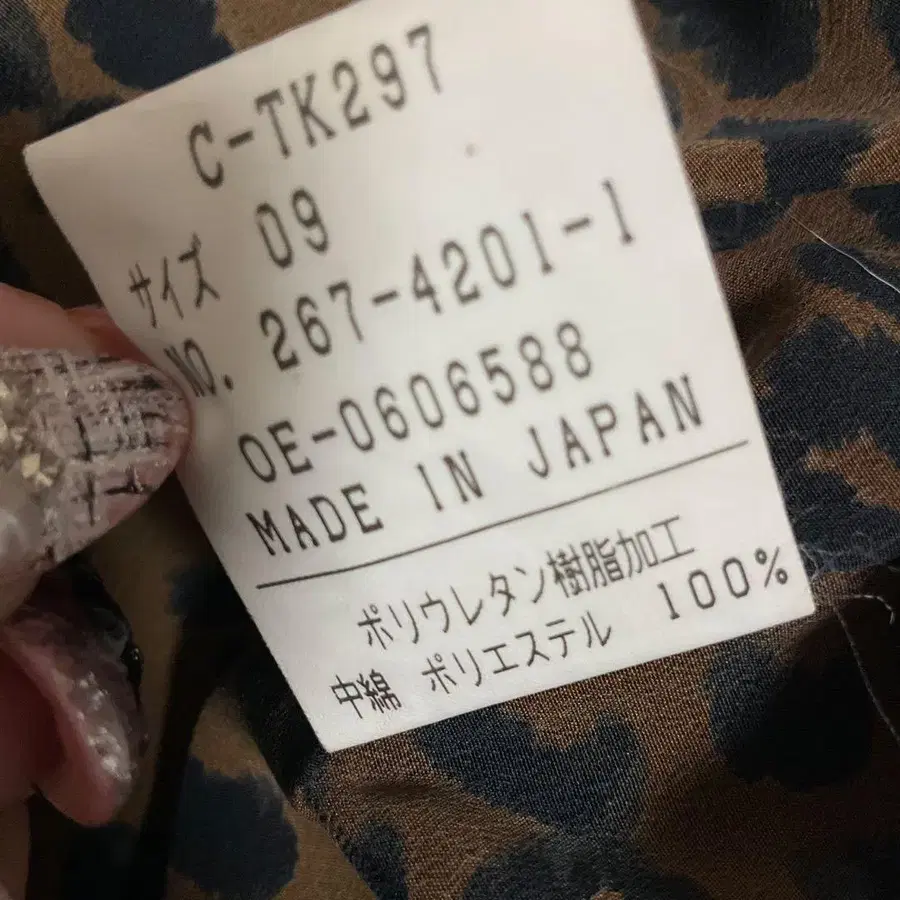 C-TK297
サイズ 09
NO. 267-4201-1
OE-0606588
MADE IN JAPAN
ポリウレタン樹脂加工
中綿 ポリエステル 100%